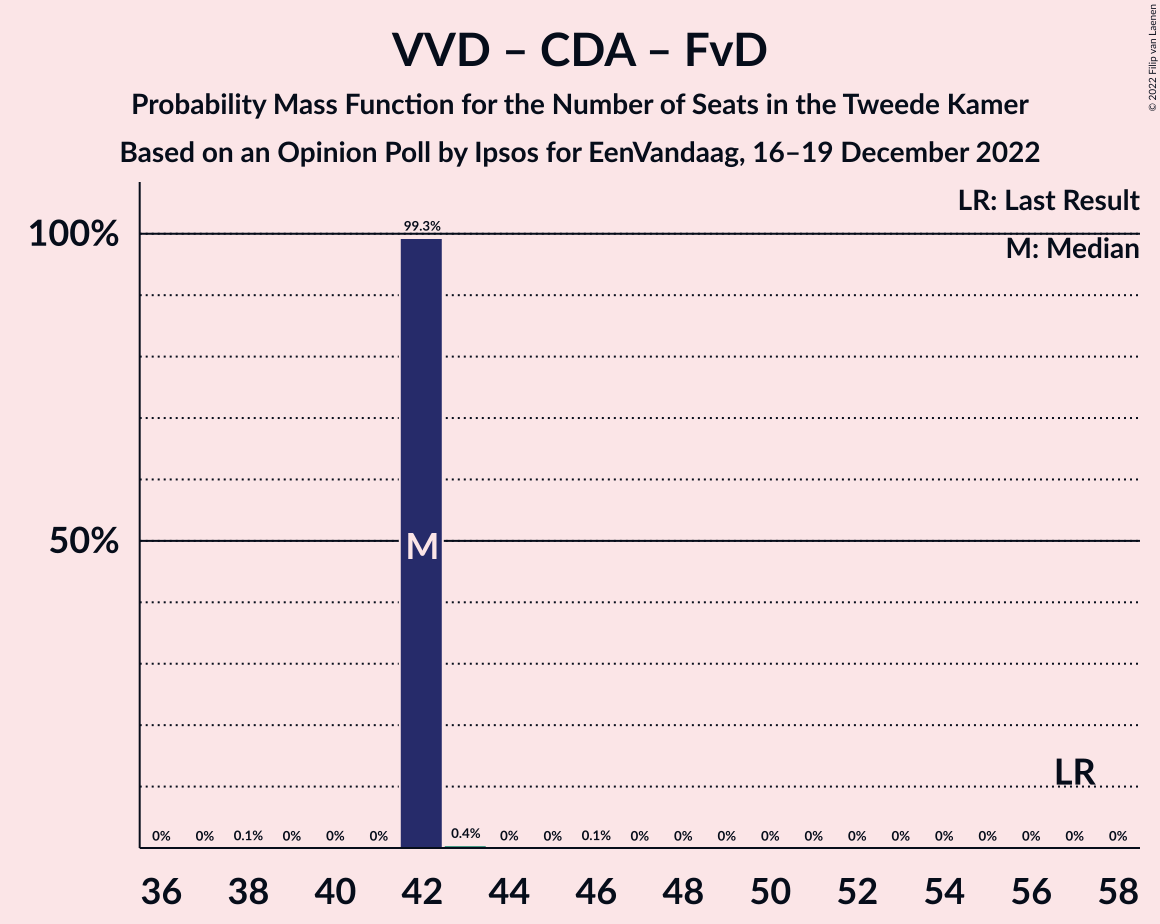 VVD – CDA – FvD
Probability Mass Function for the Number of Seats in the Tweede Kamer
Based on an Opinion Poll by Ipsos for EenVandaag, 16–19 December 2022
© 2022 Filip van Laenen
LR: Last Result
M: Median
100%
50%
99.3%
M
LR
0% 0% 0.1% 0% 0% 0% 0.4% 0% 0% 0.1% 0% 0% 0% 0% 0% 0% 0% 0% 0% 0% 0% 0%
36 38 40 42 44 46 48 50 52 54 56 58